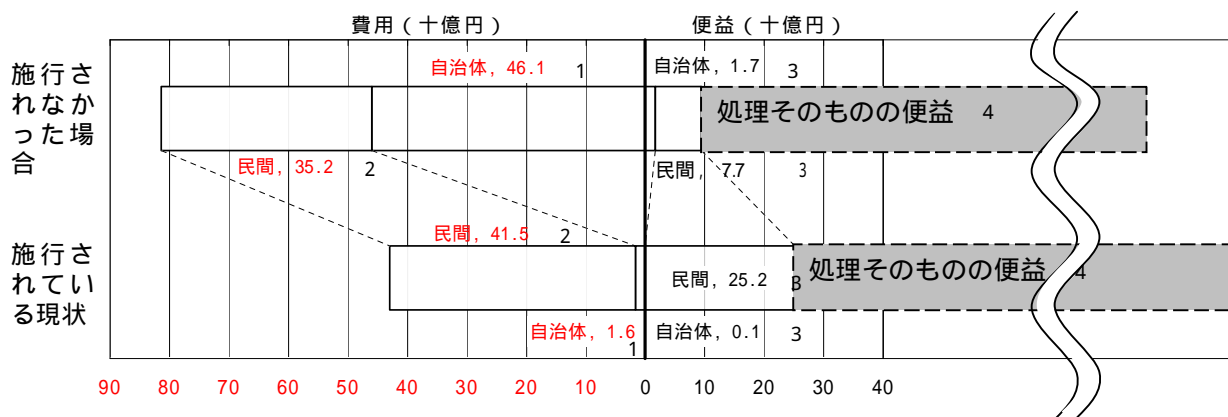 費用（十億円）
便益（十億円）
施行さ
れなか
った場
合
自治体, 46.1
1
自治体, 1.7
3
処理そのものの便益 4
民間, 35.2
2
民間, 7.7
3
民間, 41.5
2
施行さ
れてい
る現状
民間, 25.2
3
処理そのものの便益 4
自治体, 1.6
1
自治体, 0.1
3
90 80 70 60 50 40 30 20 10 0 10 20 30 40